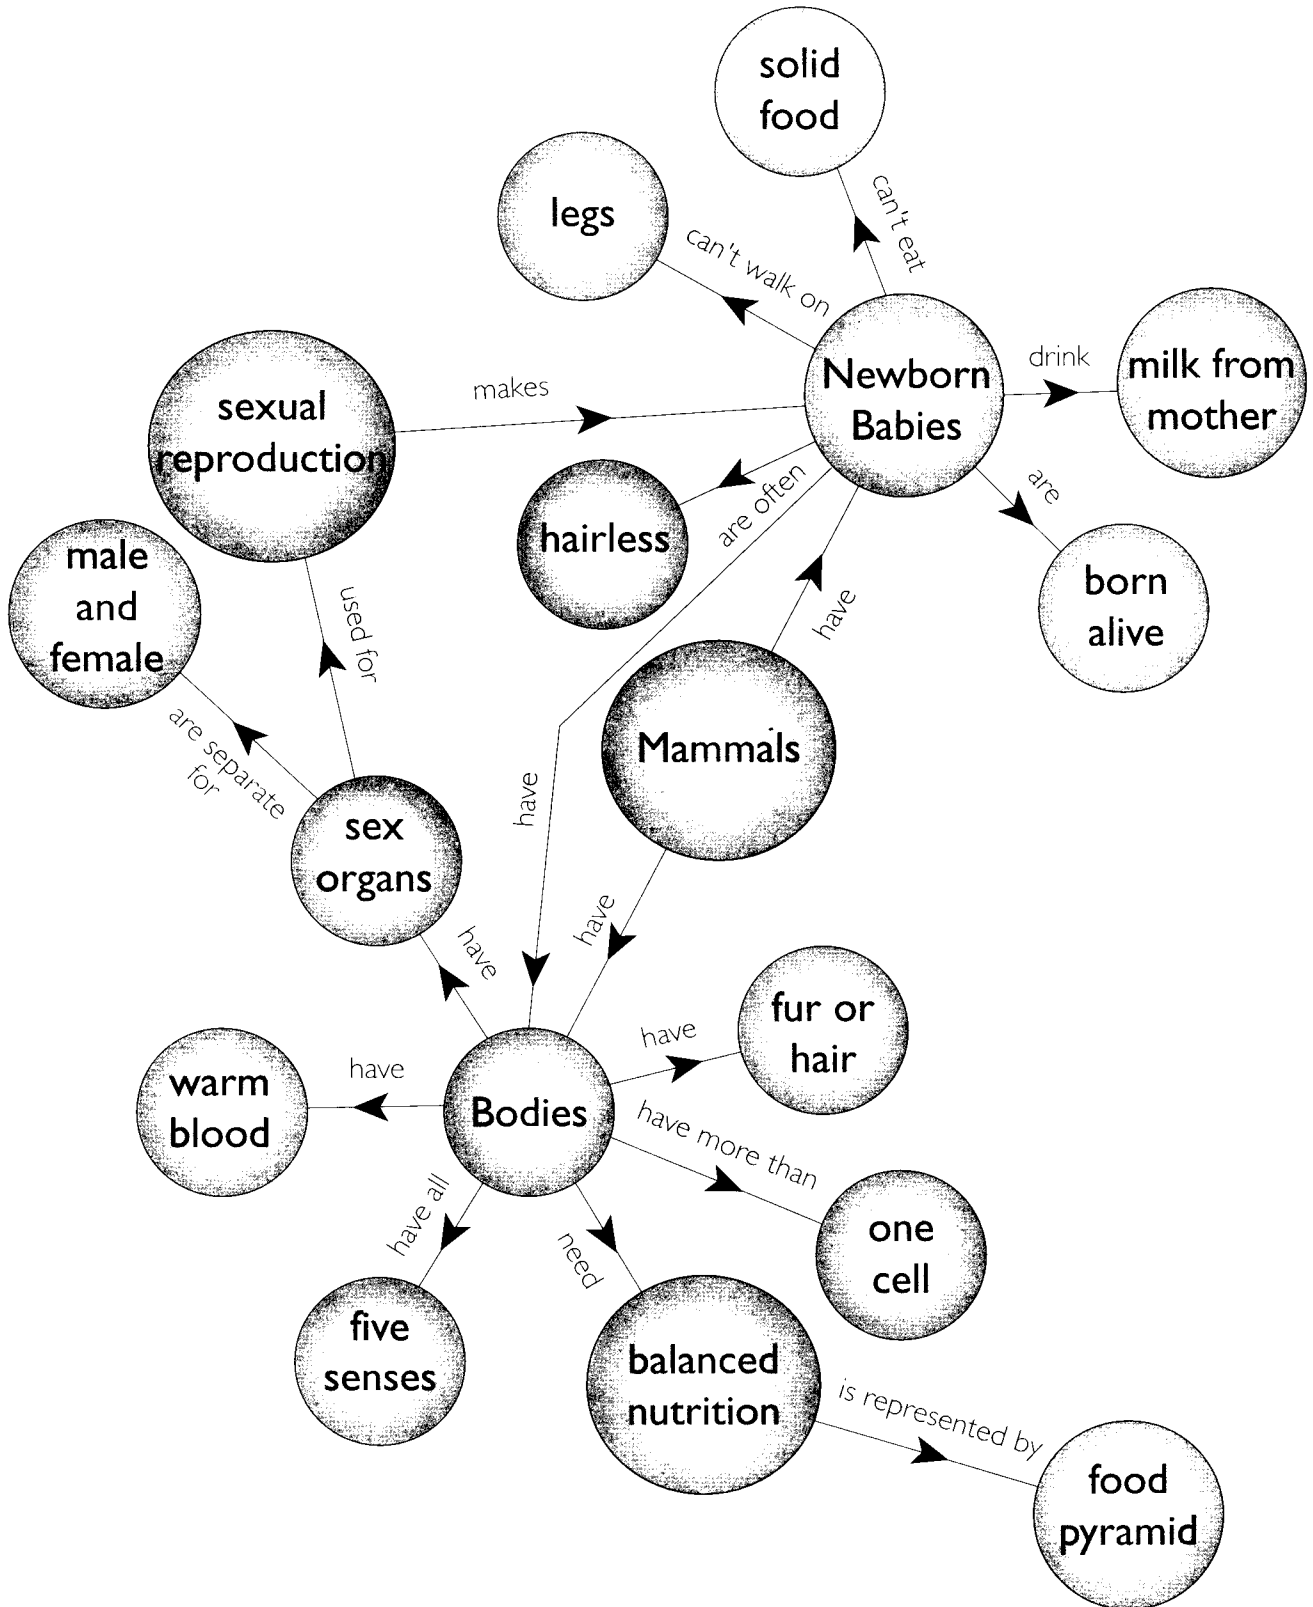 solid
food
legs
can't eat
can't walk on
Newborn
Babies
drink
milk from
mother
sexual
reproduction
makes
are often
hairless
are
born
alive
male
and
female
used for
have
Mammals
are separate
for
have
sex
organs
have
have
fur or
hair
have
warm
blood
have
Bodies
have more than
one
cell
have all
need
five
senses
balanced
nutrition
is represented by
food
pyramid